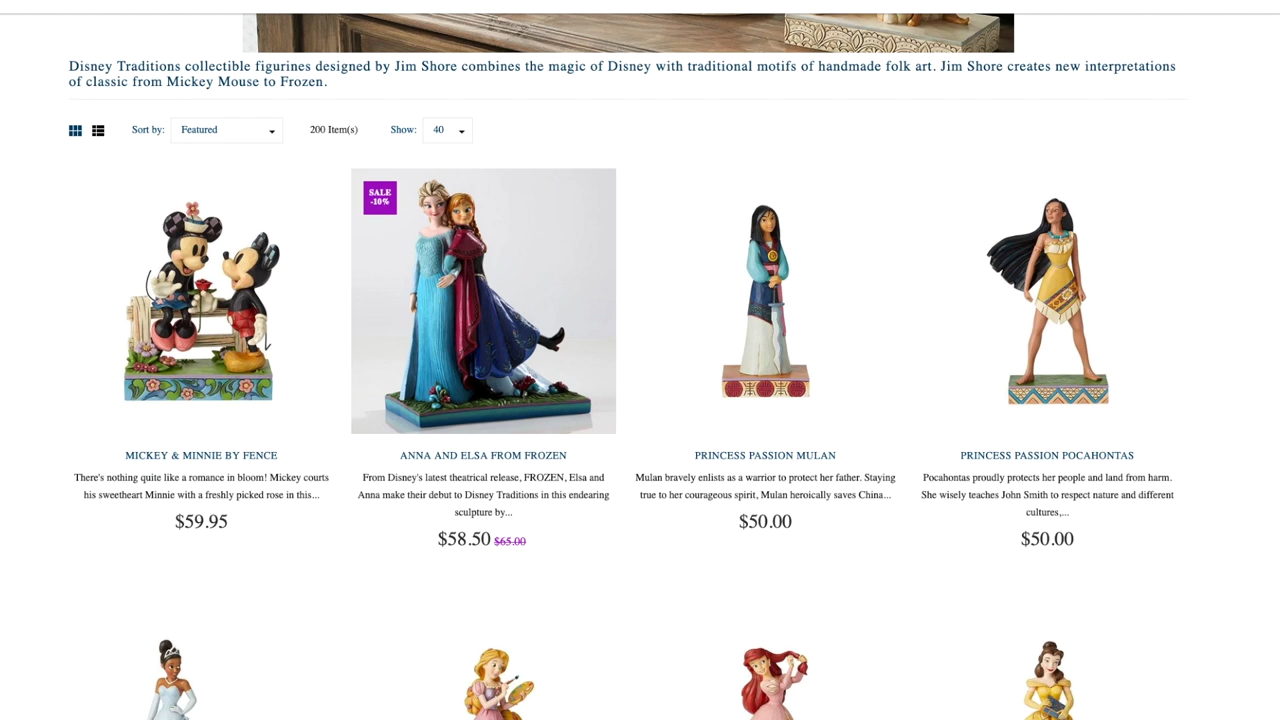 Disney Traditions collectible figurines designed by Jim Shore combines the magic of Disney with traditional motifs of handmade folk art. Jim Shore creates new interpretations
of classic from Mickey Mouse to Frozen.
Sort by: Featured 200 Item(s) Show: 40
SALE
-10%
MICKEY & MINNIE BY FENCE
There's nothing quite like a romance in bloom! Mickey courts
his sweetheart Minnie with a freshly picked rose in this...
$59.95
ANNA AND ELSA FROM FROZEN
From Disney's latest theatrical release, FROZEN, Elsa and
Anna make their debut to Disney Traditions in this endearing
sculpture by...
$58.50 $65.00
PRINCESS PASSION MULAN
Mulan bravely enlists as a warrior to protect her father. Staying
true to her courageous spirit, Mulan heroically saves China...
$50.00
PRINCESS PASSION POCAHONTAS
Pocahontas proudly protects her people and land from harm.
She wisely teaches John Smith to respect nature and different
cultures,...
$50.00